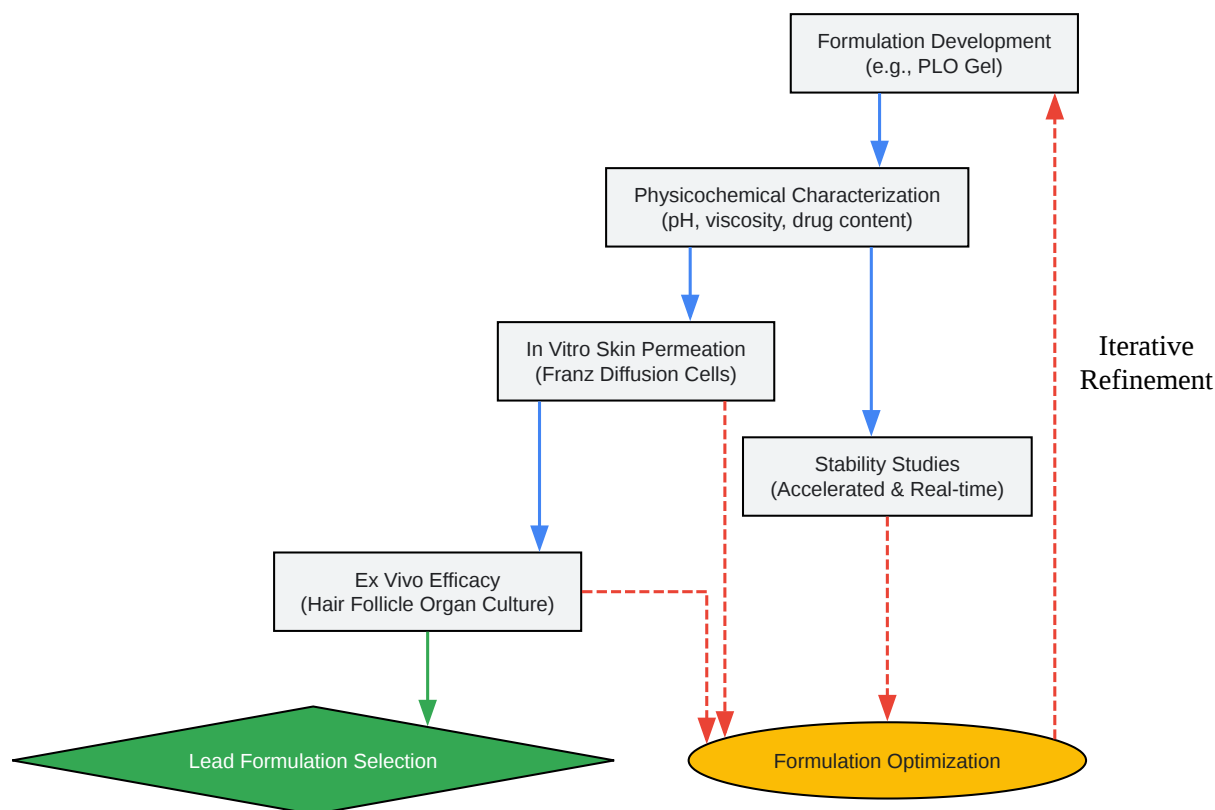 Formulation Development
(e.g., PLO Gel)
Physicochemical Characterization
(pH, viscosity, drug content)
In Vitro Skin Permeation
(Franz Diffusion Cells)
Iterative
Refinement
Stability Studies
(Accelerated & Real-time)
Ex Vivo Efficacy
(Hair Follicle Organ Culture)
Lead Formulation Selection
Formulation Optimization